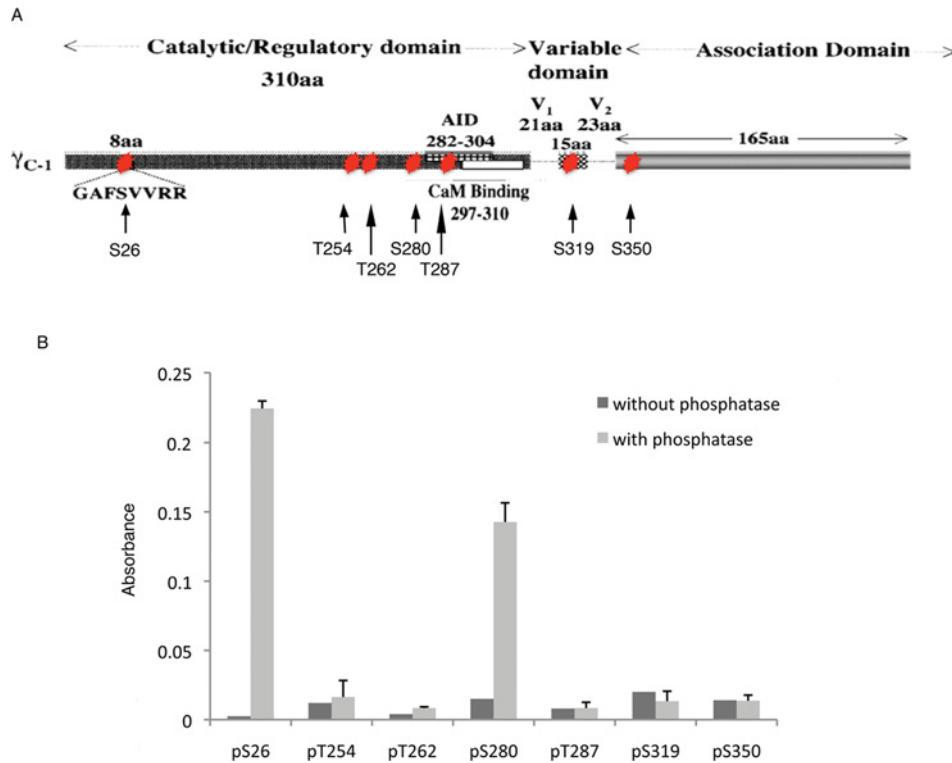 A
Catalytic/Regulatory domain
310aa
Variable
domain
Association Domain
V1
21aa
V2
23aa
AID
282-304
8aa
15aa
165aa
γC-1
GAFSVVRR
CaM Binding
297-310
S26
T254
T262
S280
T287
S319
S350
B
0.25
0.2
0.15
0.1
0.05
0
Absorbance
without phosphatase
with phosphatase
pS26 pT254 pT262 pS280 pT287 pS319 pS350